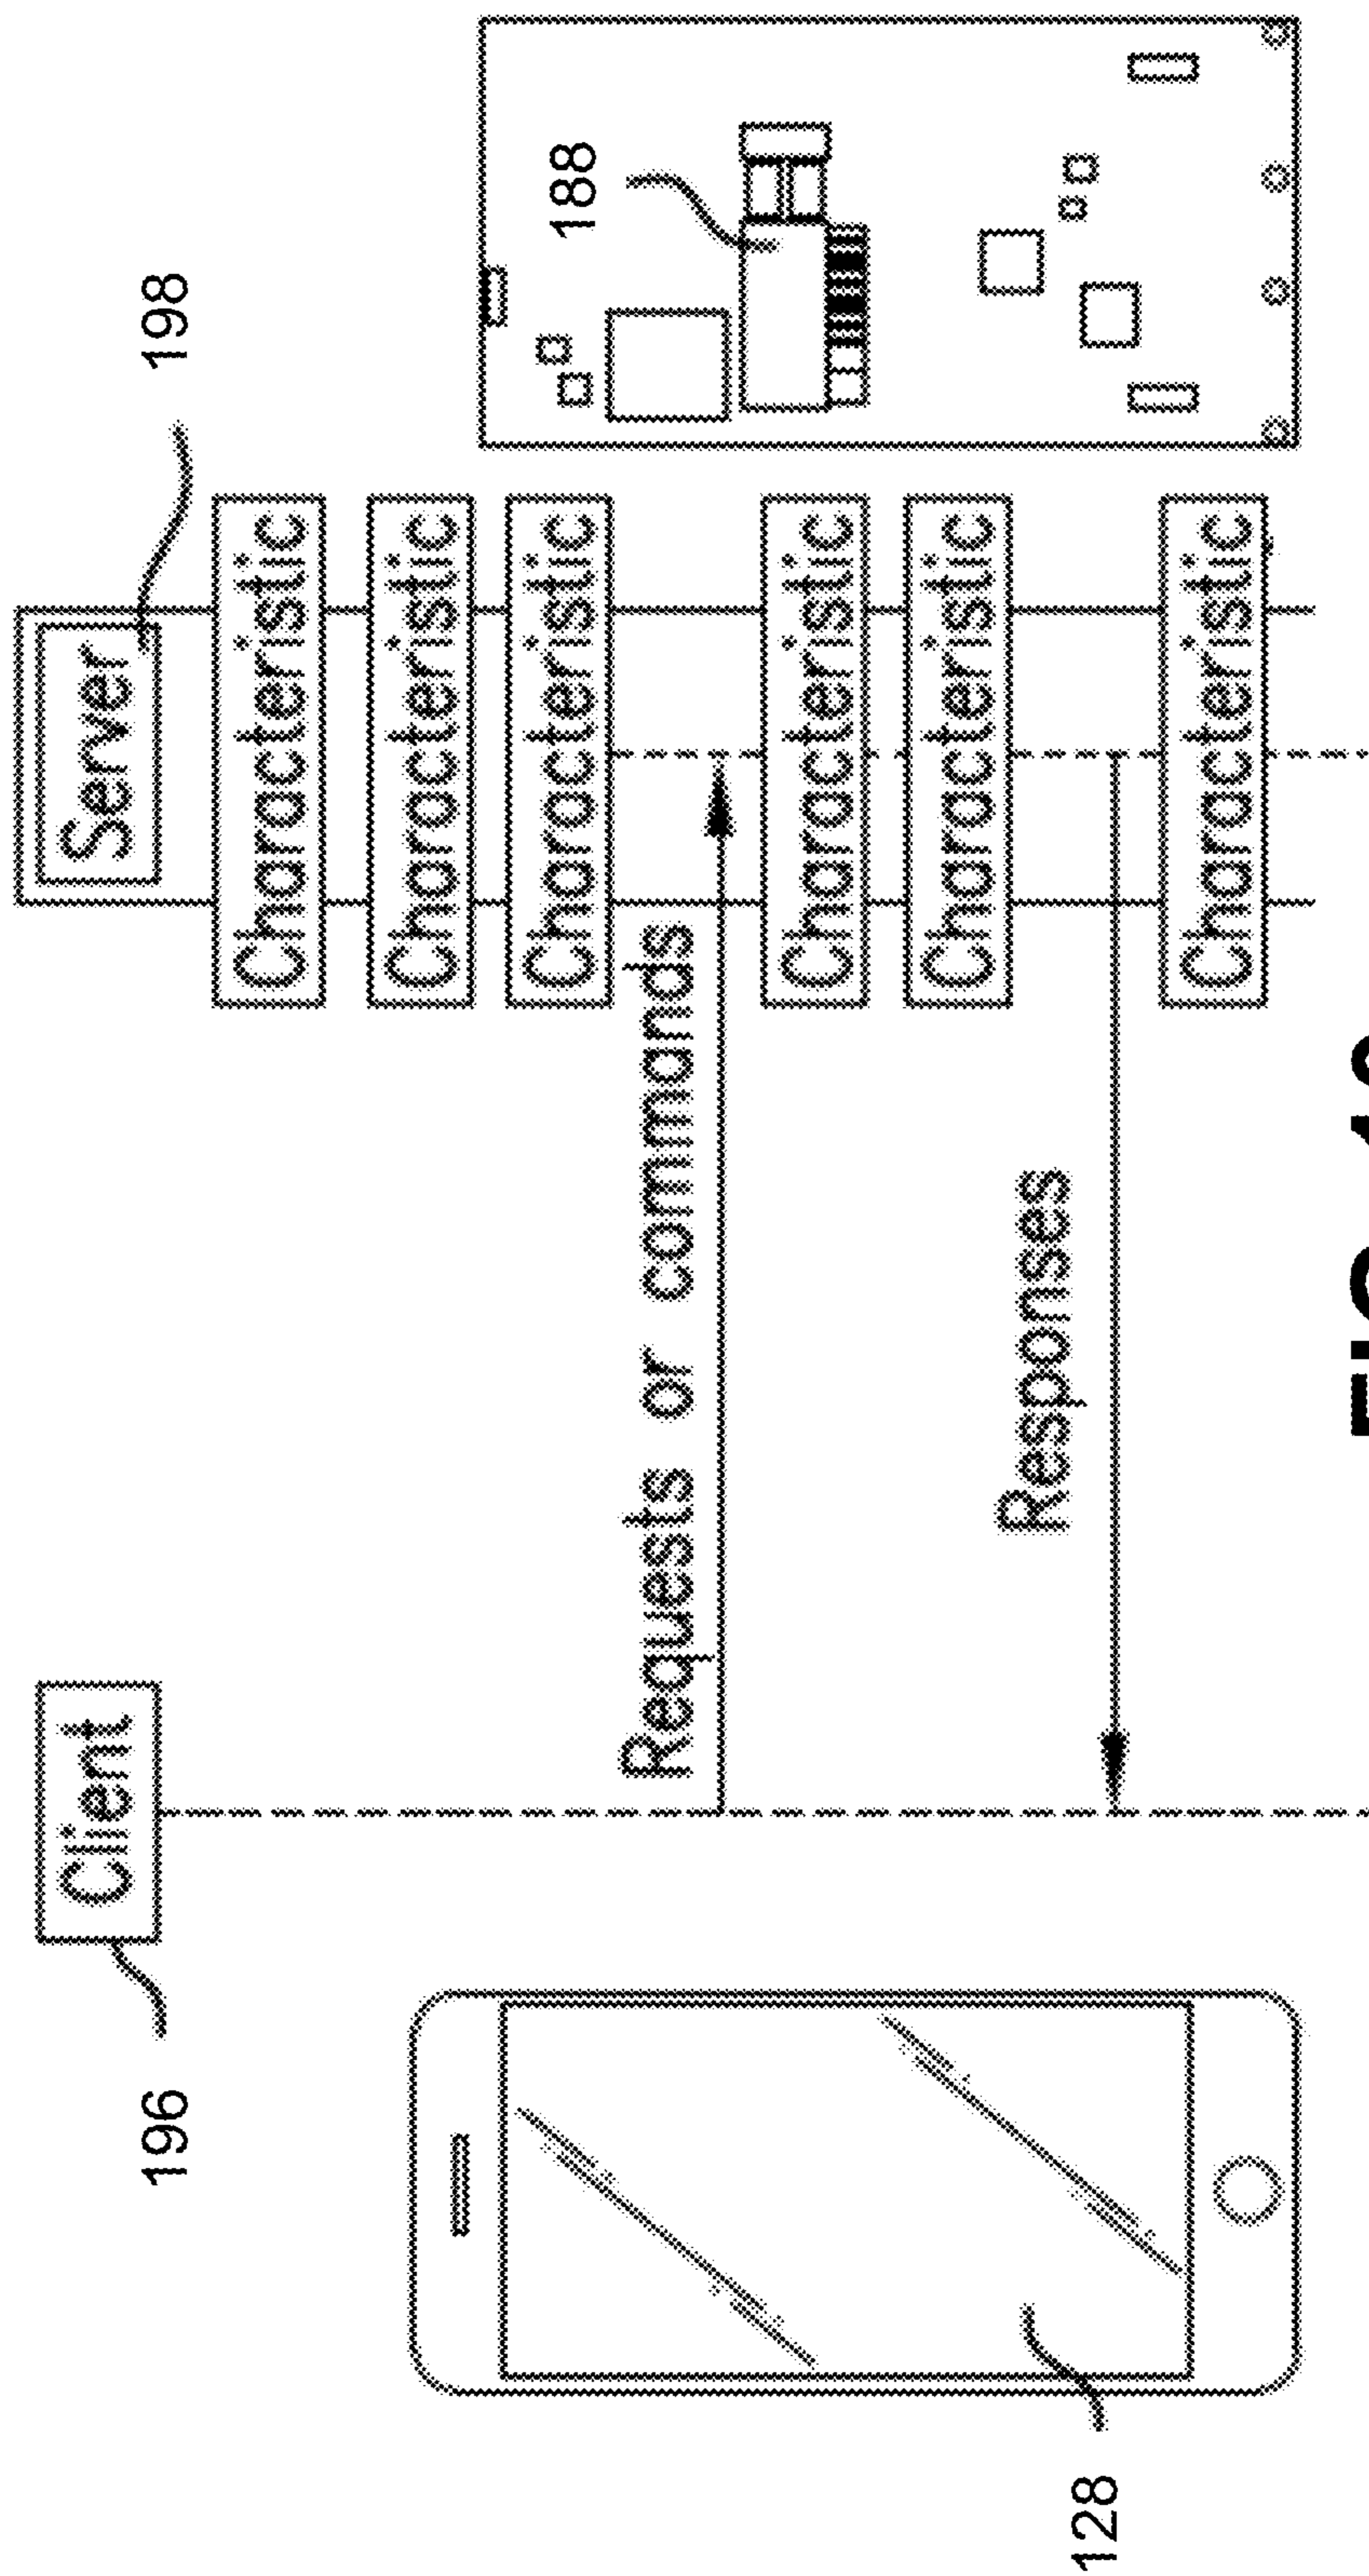 Client
Server
196
198
Characteristic
Characteristic
Characteristic
188
Requests or commands
Characteristic
Characteristic
Responses
128
Characteristic